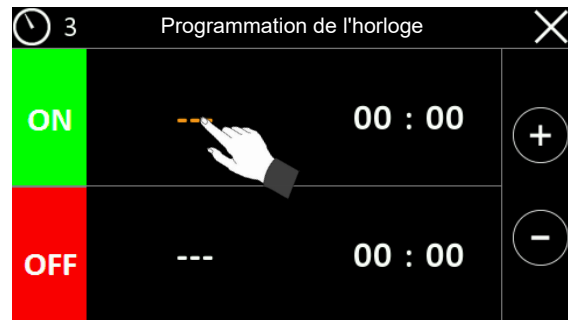 3 Programmation de l'horloge
ON --- 00 : 00 +
OFF --- 00 : 00 -